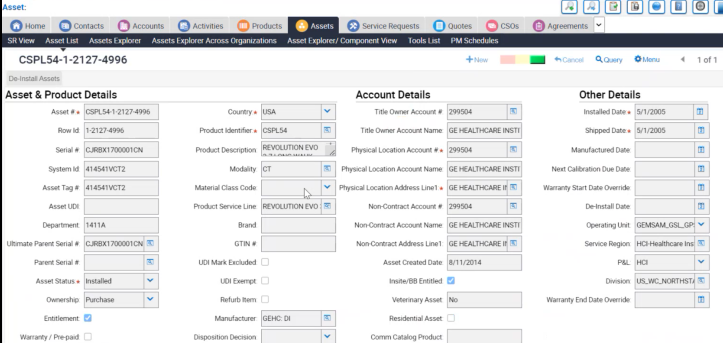 Asset:
Home Contacts Accounts Activities Products Assets Service Requests Quotes CSOs Agreements
SR View Asset List Assets Explorer Assets Explorer Across Organizations Asset Explorer/ Component View Tools List PM Schedules
CSPL54-1-2127-4996 +New Cancel Query Menu 1 of 1
De-Install Assets
Asset & Product Details Account Details Other Details
Asset # CSPL54-1-2127-4996 Country USA Title Owner Account # 299504 Installed Date 5/1/2005
Row Id: 1-2127-4996 Product Identifier CSPL54 Title Owner Account Name: GE HEALTHCARE INSTI Shipped Date 5/1/2005
Serial # CJRBX1700001CN Product Description: REVOLUTION EVO Physical Location Account # 299504 Manufactured Date:
System Id: 414541VCT2 Modality: CT Physical Location Account Name: GE HEALTHCARE INSTI Next Calibration Due Date:
Asset Tag # 414541VCT2 Material Class Code: Physical Location Address Line1: GE HEALTHCARE Warranty Start Date Override:
Asset UDI: Product Service Line: REVOLUTION EVO Non-Contract Account # 299504 De-Install Date:
Department: 1411A Brand: Non-Contract Account Name: GE HEALTHCARE INSTI Operating Unit: GEMSAM_GSL_GP
Ultimate Parent Serial #: CJRBX1700001CN GTIN # Non-Contract Address Line1: GE HEALTHCARE Service Region: HCI-Healthcare Ins
Parent Serial #: UDI Mark Excluded: Asset Created Date: 8/11/2014 P&L: HCI
Asset Status Installed UDI Exempt: Insite/BB Entitled: Division: US_WC_NORTHST
Ownership: Purchase Refurb Item: Veterinary Asset: No Warranty End Date Override:
Entitlement: Manufacturer: GEHC: DI Residential Asset:
Warranty / Pre-paid: Disposition Decision: Comm Catalog Product: